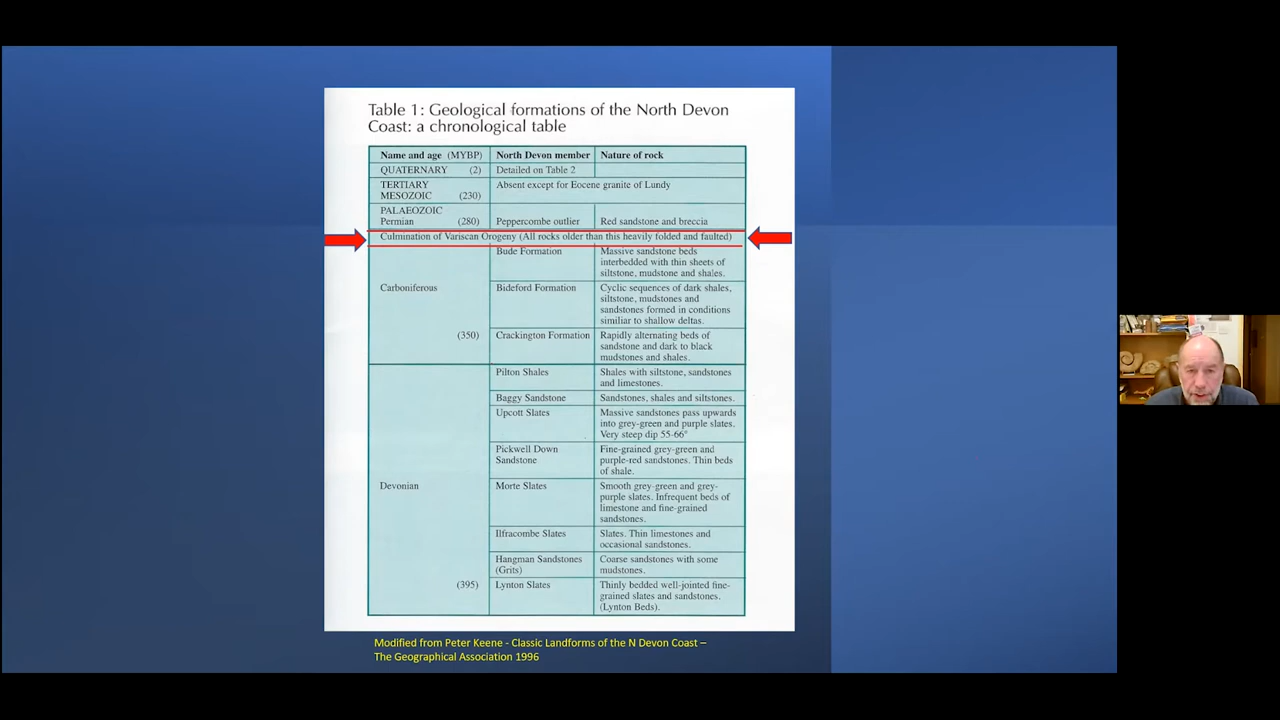 Table 1: Geological formations of the North Devon
Coast: a chronological table
Name and age (MYBP) North Devon member Nature of rock
QUATERNARY (2) Detailed on Table 2
TERTIARY Absent except for Eocene granite of Lundy
MESOZOIC (230)
PALAEOZOIC
Permian (280) Peppercombe outlier Red sandstone and breccia
Culmination of Variscan Orogeny (All rocks older than this heavily folded and faulted)
Bude Formation Massive sandstone beds
interbedded with thin sheets of
siltstone, mudstone and shales.
Carboniferous Bideford Formation Cyclic sequences of dark shales,
siltstone, mudstones and
sandstones formed in conditions
similiar to shallow deltas.
(350) Crackington Formation Rapidly alternating beds of
sandstone and dark to black
mudstones and shales.
Pilton Shales Shales with siltstone, sandstones
and limestones.
Baggy Sandstone Sandstones, shales and siltstones.
Upcott Slates Massive sandstones pass upwards
into grey-green and purple slates.
Very steep dip 55-66°
Pickwell Down Fine-grained grey-green and
Sandstone purple-red sandstones. Thin beds
of shale.
Devonian Morte Slates Smooth grey-green and grey-
purple slates. Infrequent beds of
limestone and fine-grained
sandstones.
Ilfracombe Slates Slates. Thin limestones and
occasional sandstones.
Hangman Sandstones Coarse sandstones with some
(Grits) mudstones.
(395) Lynton Slates Thinly bedded well-jointed fine-
grained slates and sandstones.
(Lynton Beds).
Modified from Peter Keene - Classic Landforms of the N Devon Coast –
The Geographical Association 1996